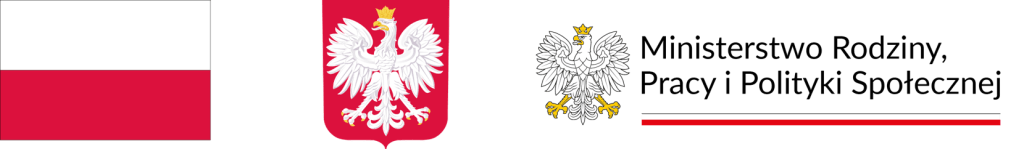 Ministerstwo Rodziny,
Pracy i Polityki Społecznej